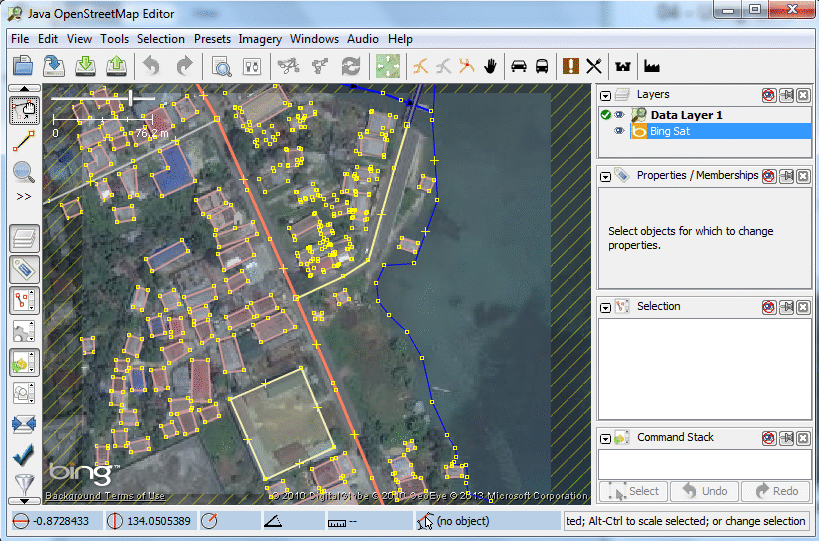 Java OpenStreetMap Editor
File Edit View Tools Selection Presets Imagery Windows Audio Help
0 76,2 m
>>
Layers
Data Layer 1
Bing Sat
Properties / Memberships
Select objects for which to change
properties.
Selection
Command Stack
Select Undo Redo
bing™
Background Terms of Use
© 2010 DigitalGlobe © 2010 GeoEye © 2013 Microsoft Corporation
-0.8728433 134.0505389 -- (no object) ted; Alt-Ctrl to scale selected; or change selection